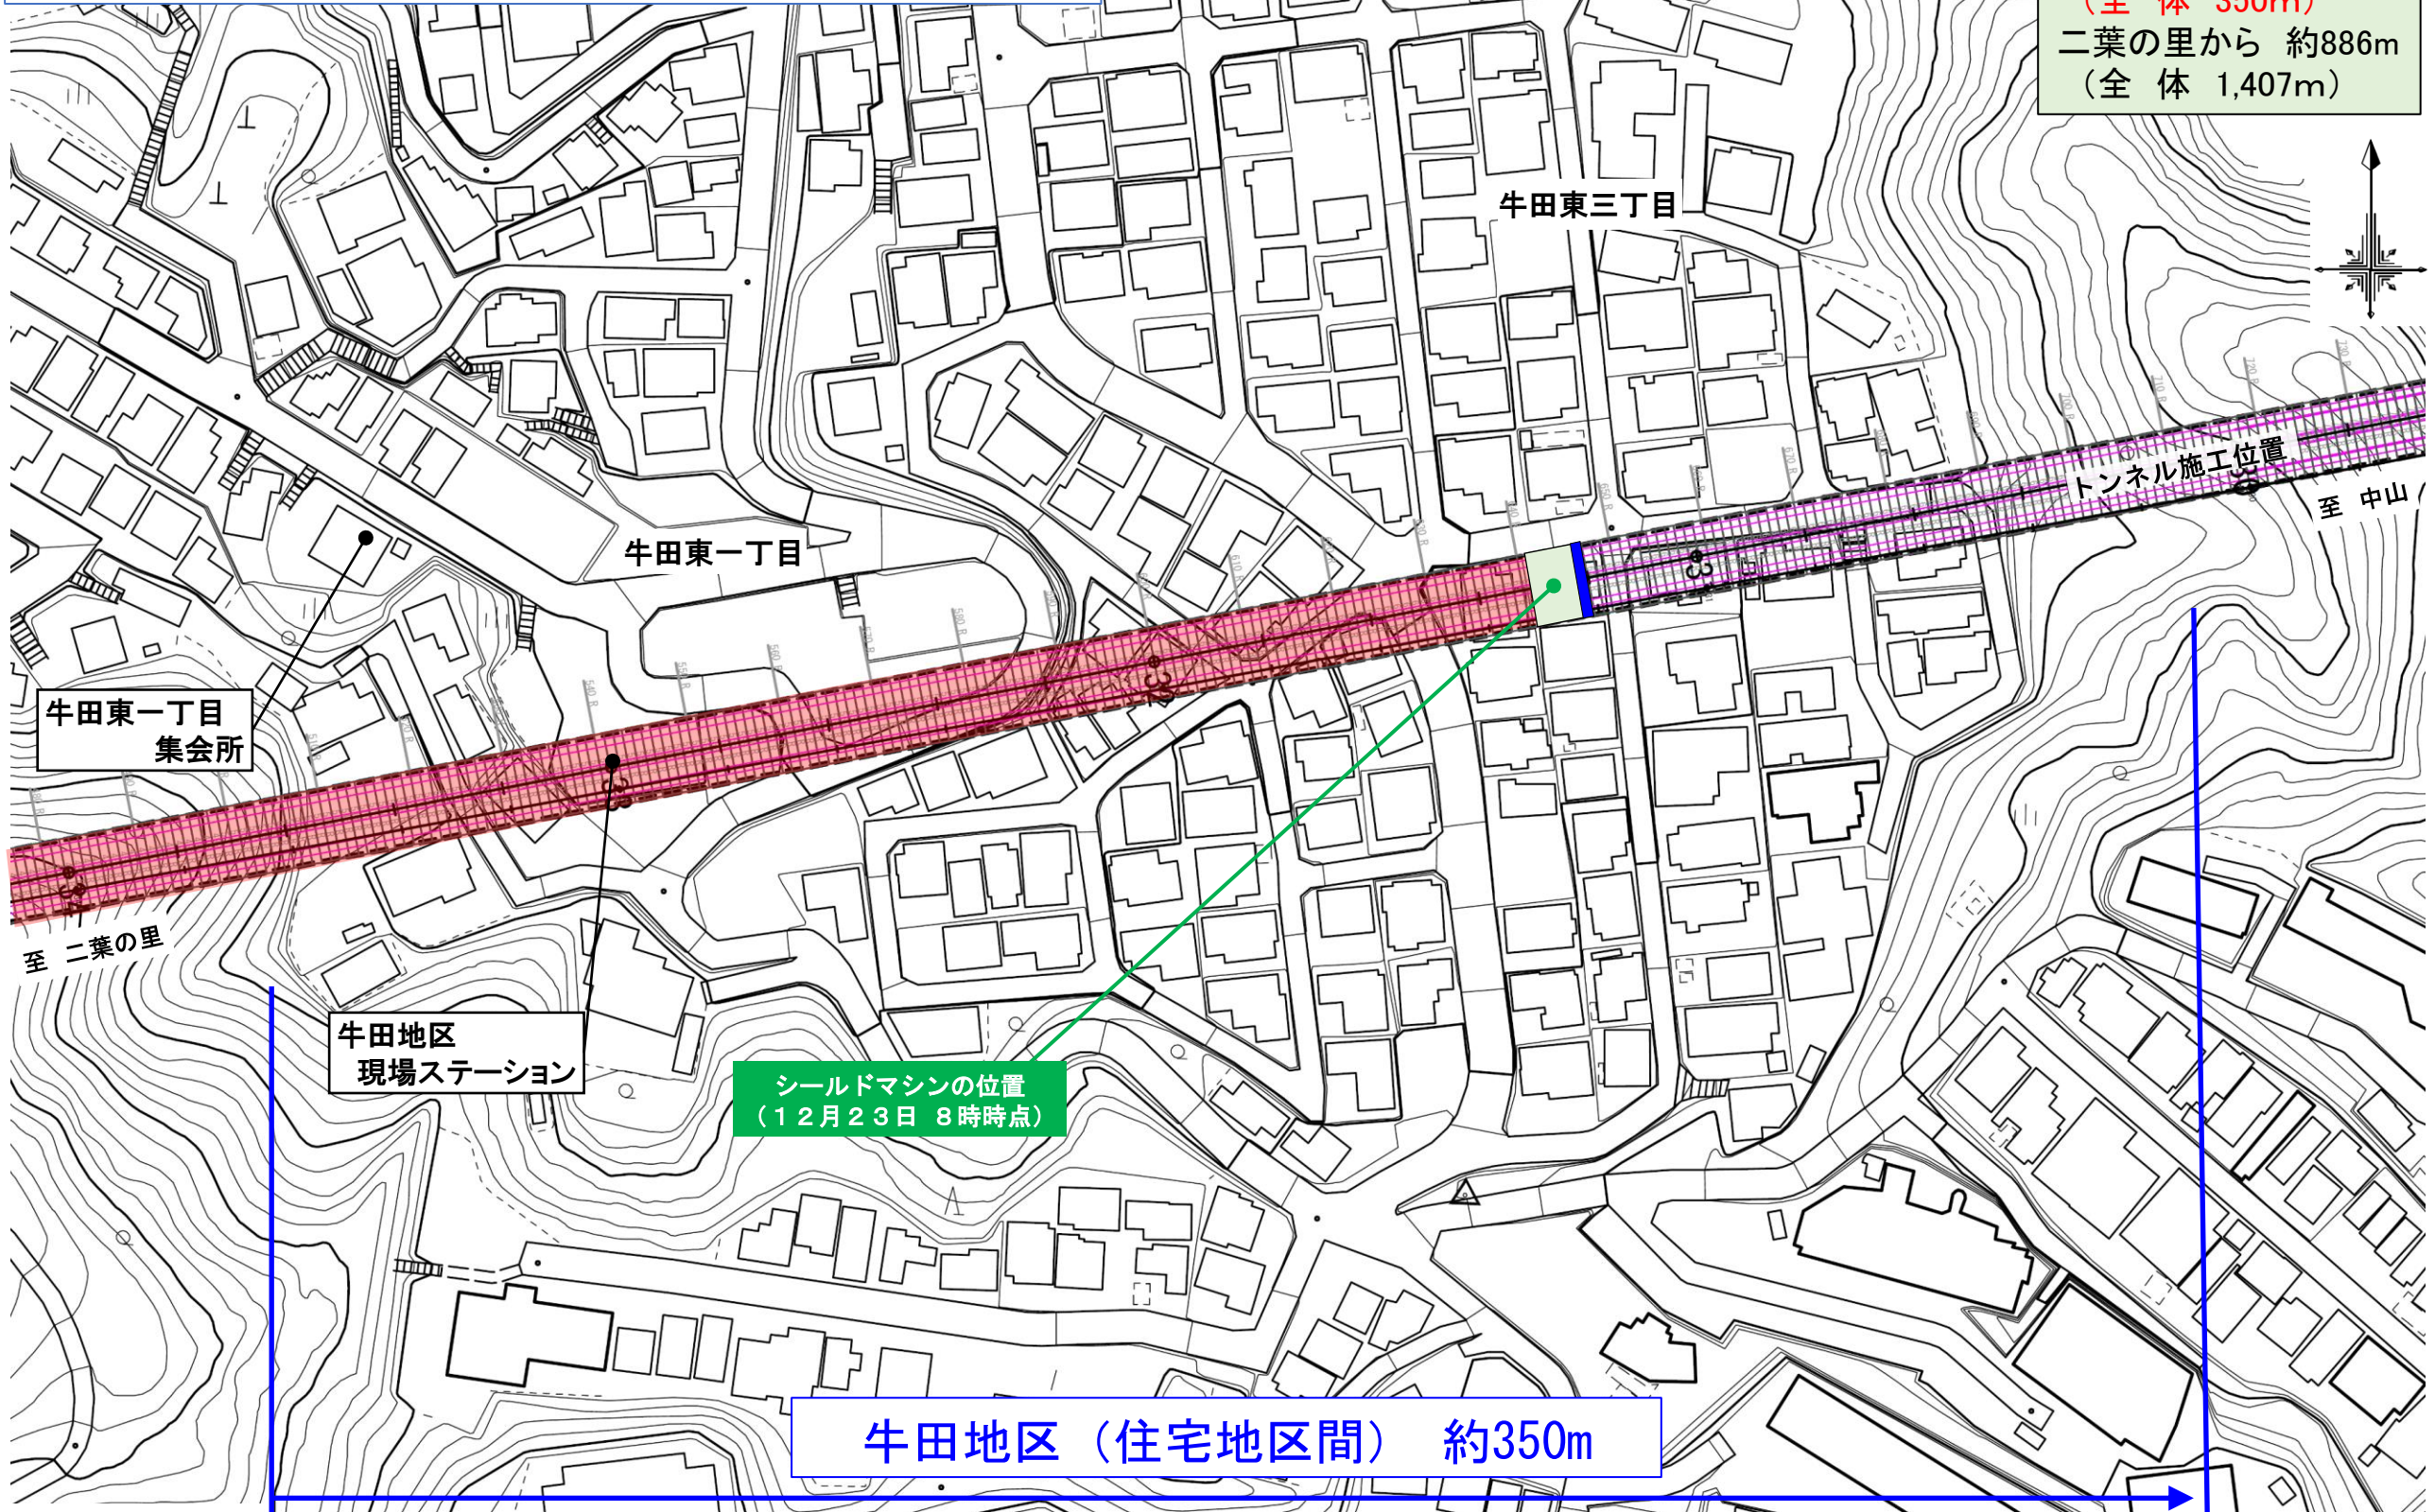 （全　体　350ｍ）
二葉の里から　約886m
（全　体　1,407ｍ）
牛田東三丁目
トンネル施工位置
至　中山
牛田東一丁目
牛田東一丁目
集会所
至　二葉の里
牛田地区
現場ステーション
シールドマシンの位置
（１２月２３日　８時時点）
牛田地区（住宅地区間）　約350m